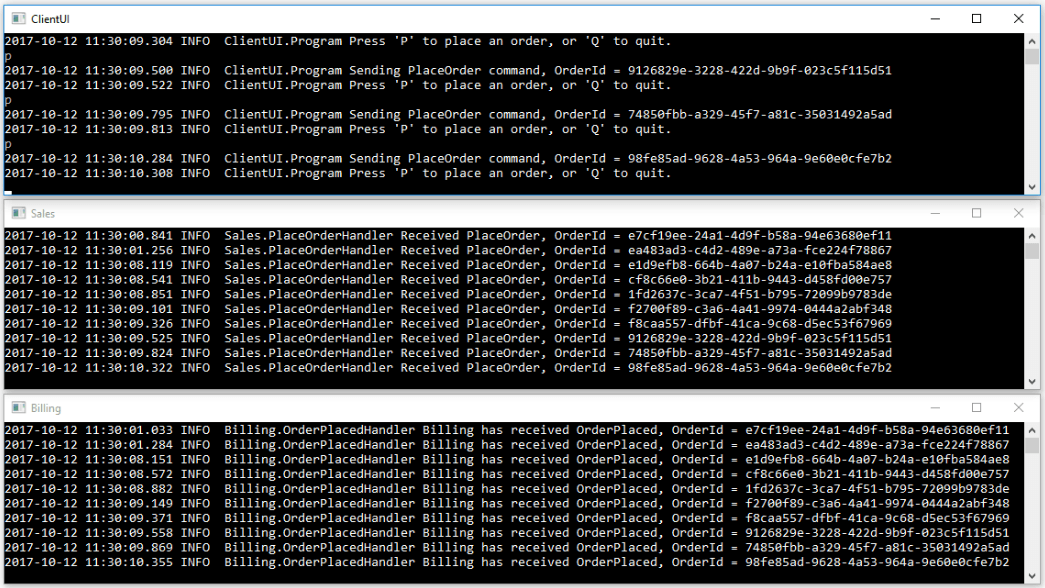 ClientUI
2017-10-12 11:30:09.304 INFO  ClientUI.Program Press 'P' to place an order, or 'Q' to quit.
p
2017-10-12 11:30:09.500 INFO  ClientUI.Program Sending PlaceOrder command, OrderId = 9126829e-3228-422d-9b9f-023c5f115d51
2017-10-12 11:30:09.522 INFO  ClientUI.Program Press 'P' to place an order, or 'Q' to quit.
p
2017-10-12 11:30:09.795 INFO  ClientUI.Program Sending PlaceOrder command, OrderId = 74850fbb-a329-45f7-a81c-35031492a5ad
2017-10-12 11:30:09.813 INFO  ClientUI.Program Press 'P' to place an order, or 'Q' to quit.
p
2017-10-12 11:30:10.284 INFO  ClientUI.Program Sending PlaceOrder command, OrderId = 98fe85ad-9628-4a53-964a-9e60e0cfe7b2
2017-10-12 11:30:10.308 INFO  ClientUI.Program Press 'P' to place an order, or 'Q' to quit.
Sales
2017-10-12 11:30:00.841 INFO  Sales.PlaceOrderHandler Received PlaceOrder, OrderId = e7cf19ee-24a1-4d9f-b58a-94e63680ef11
2017-10-12 11:30:01.256 INFO  Sales.PlaceOrderHandler Received PlaceOrder, OrderId = ea483ad3-c4d2-489e-a73a-fce224f78867
2017-10-12 11:30:08.119 INFO  Sales.PlaceOrderHandler Received PlaceOrder, OrderId = e1d9efb8-664b-4a07-b24a-e10fba584ae8
2017-10-12 11:30:08.541 INFO  Sales.PlaceOrderHandler Received PlaceOrder, OrderId = cf8c66e0-3b21-411b-9443-d458fd00e757
2017-10-12 11:30:08.851 INFO  Sales.PlaceOrderHandler Received PlaceOrder, OrderId = 1fd2637c-3ca7-4f51-b795-72099b9783de
2017-10-12 11:30:09.101 INFO  Sales.PlaceOrderHandler Received PlaceOrder, OrderId = f2700f89-c3a6-4a41-9974-0444a2abf348
2017-10-12 11:30:09.326 INFO  Sales.PlaceOrderHandler Received PlaceOrder, OrderId = f8caa557-dfbf-41ca-9c68-d5ec53f67969
2017-10-12 11:30:09.525 INFO  Sales.PlaceOrderHandler Received PlaceOrder, OrderId = 9126829e-3228-422d-9b9f-023c5f115d51
2017-10-12 11:30:09.824 INFO  Sales.PlaceOrderHandler Received PlaceOrder, OrderId = 74850fbb-a329-45f7-a81c-35031492a5ad
2017-10-12 11:30:10.322 INFO  Sales.PlaceOrderHandler Received PlaceOrder, OrderId = 98fe85ad-9628-4a53-964a-9e60e0cfe7b2
Billing
2017-10-12 11:30:01.033 INFO  Billing.OrderPlacedHandler Billing has received OrderPlaced, OrderId = e7cf19ee-24a1-4d9f-b58a-94e63680ef11
2017-10-12 11:30:01.284 INFO  Billing.OrderPlacedHandler Billing has received OrderPlaced, OrderId = ea483ad3-c4d2-489e-a73a-fce224f78867
2017-10-12 11:30:08.151 INFO  Billing.OrderPlacedHandler Billing has received OrderPlaced, OrderId = e1d9efb8-664b-4a07-b24a-e10fba584ae8
2017-10-12 11:30:08.572 INFO  Billing.OrderPlacedHandler Billing has received OrderPlaced, OrderId = cf8c66e0-3b21-411b-9443-d458fd00e757
2017-10-12 11:30:08.882 INFO  Billing.OrderPlacedHandler Billing has received OrderPlaced, OrderId = 1fd2637c-3ca7-4f51-b795-72099b9783de
2017-10-12 11:30:09.149 INFO  Billing.OrderPlacedHandler Billing has received OrderPlaced, OrderId = f2700f89-c3a6-4a41-9974-0444a2abf348
2017-10-12 11:30:09.371 INFO  Billing.OrderPlacedHandler Billing has received OrderPlaced, OrderId = f8caa557-dfbf-41ca-9c68-d5ec53f67969
2017-10-12 11:30:09.558 INFO  Billing.OrderPlacedHandler Billing has received OrderPlaced, OrderId = 9126829e-3228-422d-9b9f-023c5f115d51
2017-10-12 11:30:09.869 INFO  Billing.OrderPlacedHandler Billing has received OrderPlaced, OrderId = 74850fbb-a329-45f7-a81c-35031492a5ad
2017-10-12 11:30:10.355 INFO  Billing.OrderPlacedHandler Billing has received OrderPlaced, OrderId = 98fe85ad-9628-4a53-964a-9e60e0cfe7b2